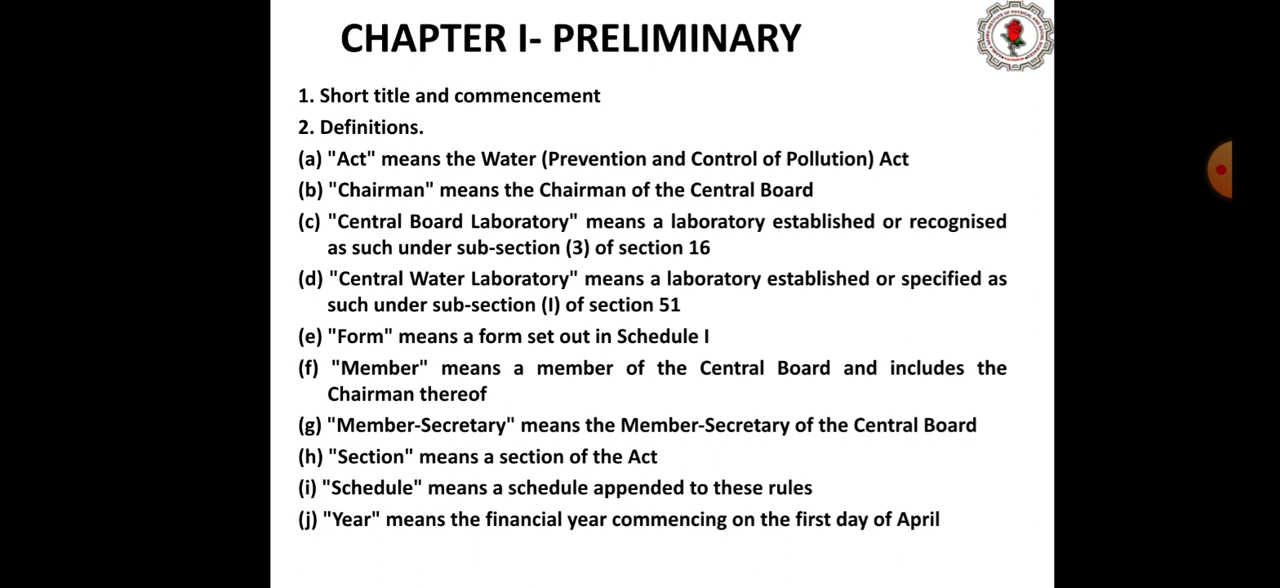 CHAPTER I- PRELIMINARY
1. Short title and commencement
2. Definitions.
(a) "Act" means the Water (Prevention and Control of Pollution) Act
(b) "Chairman" means the Chairman of the Central Board
(c) "Central Board Laboratory" means a laboratory established or recognised
as such under sub-section (3) of section 16
(d) "Central Water Laboratory" means a laboratory established or specified as
such under sub-section (I) of section 51
(e) "Form" means a form set out in Schedule I
(f) "Member" means a member of the Central Board and includes the
Chairman thereof
(g) "Member-Secretary" means the Member-Secretary of the Central Board
(h) "Section" means a section of the Act
(i) "Schedule" means a schedule appended to these rules
(j) "Year" means the financial year commencing on the first day of April